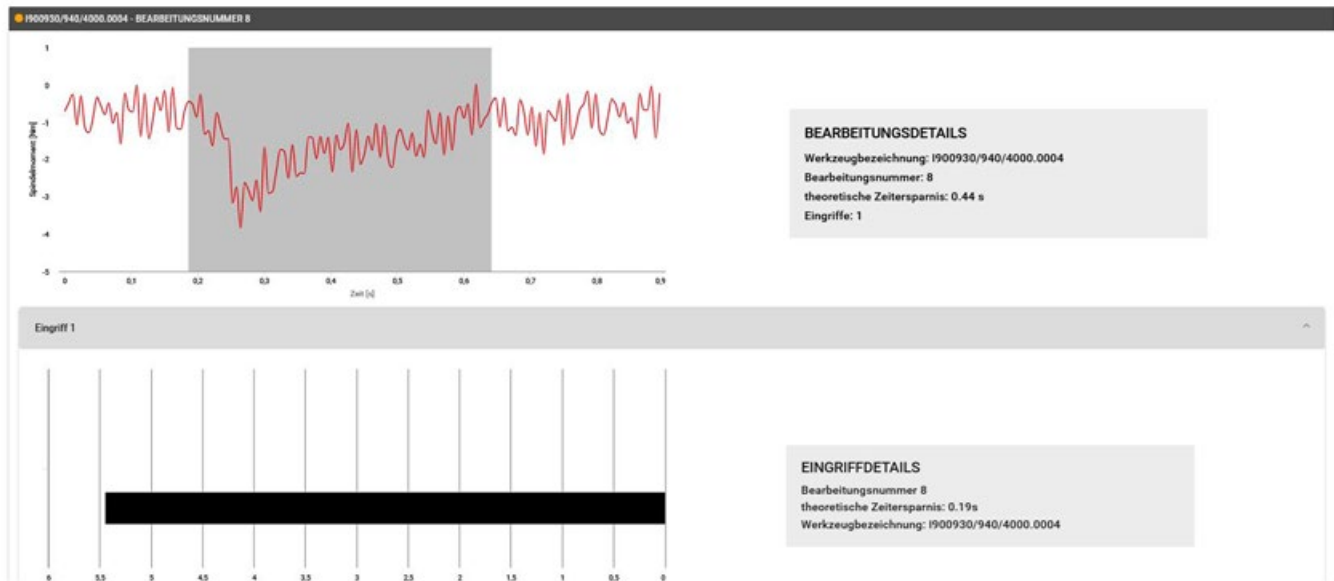 I900930/940/4000.0004 - BEARBEITUNGSNUMMER 8
1
0
-1
-2
-3
-4
-5
Spindelmoment [Nm]
0 0,1 0,2 0,3 0,4 0,5 0,6 0,7 0,8 0,9
Zeit [s]
BEARBEITUNGSDETAILS
Werkzeugbezeichnung: I900930/940/4000.0004
Bearbeitungsnummer: 8
theoretische Zeitersparnis: 0.44 s
Eingriffe: 1
Eingriff 1
6 5.5 5 4.5 4 3.5 3 2.5 2 1.5 1 0.5 0
EINGRIFFDETAILS
Bearbeitungsnummer 8
theoretische Zeitersparnis: 0.19s
Werkzeugbezeichnung: I900930/940/4000.0004